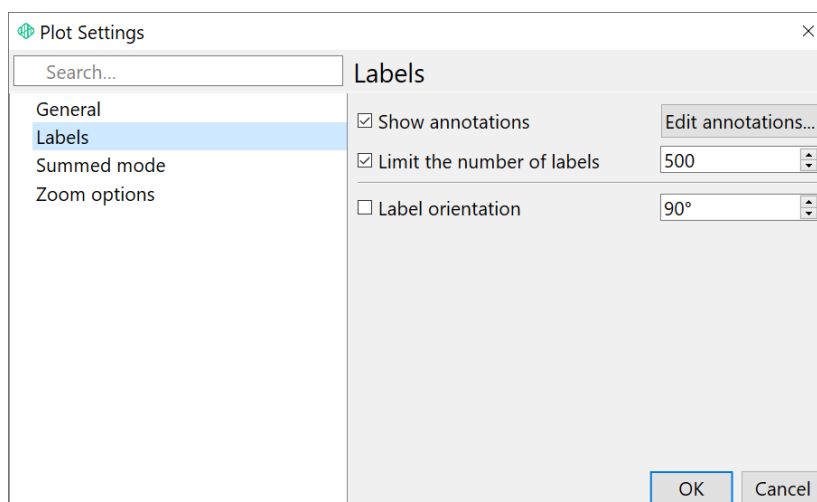 Plot Settings
Search...
General
Labels
Summed mode
Zoom options
Labels
Show annotations
Edit annotations...
Limit the number of labels
500
Label orientation
90°
OK
Cancel